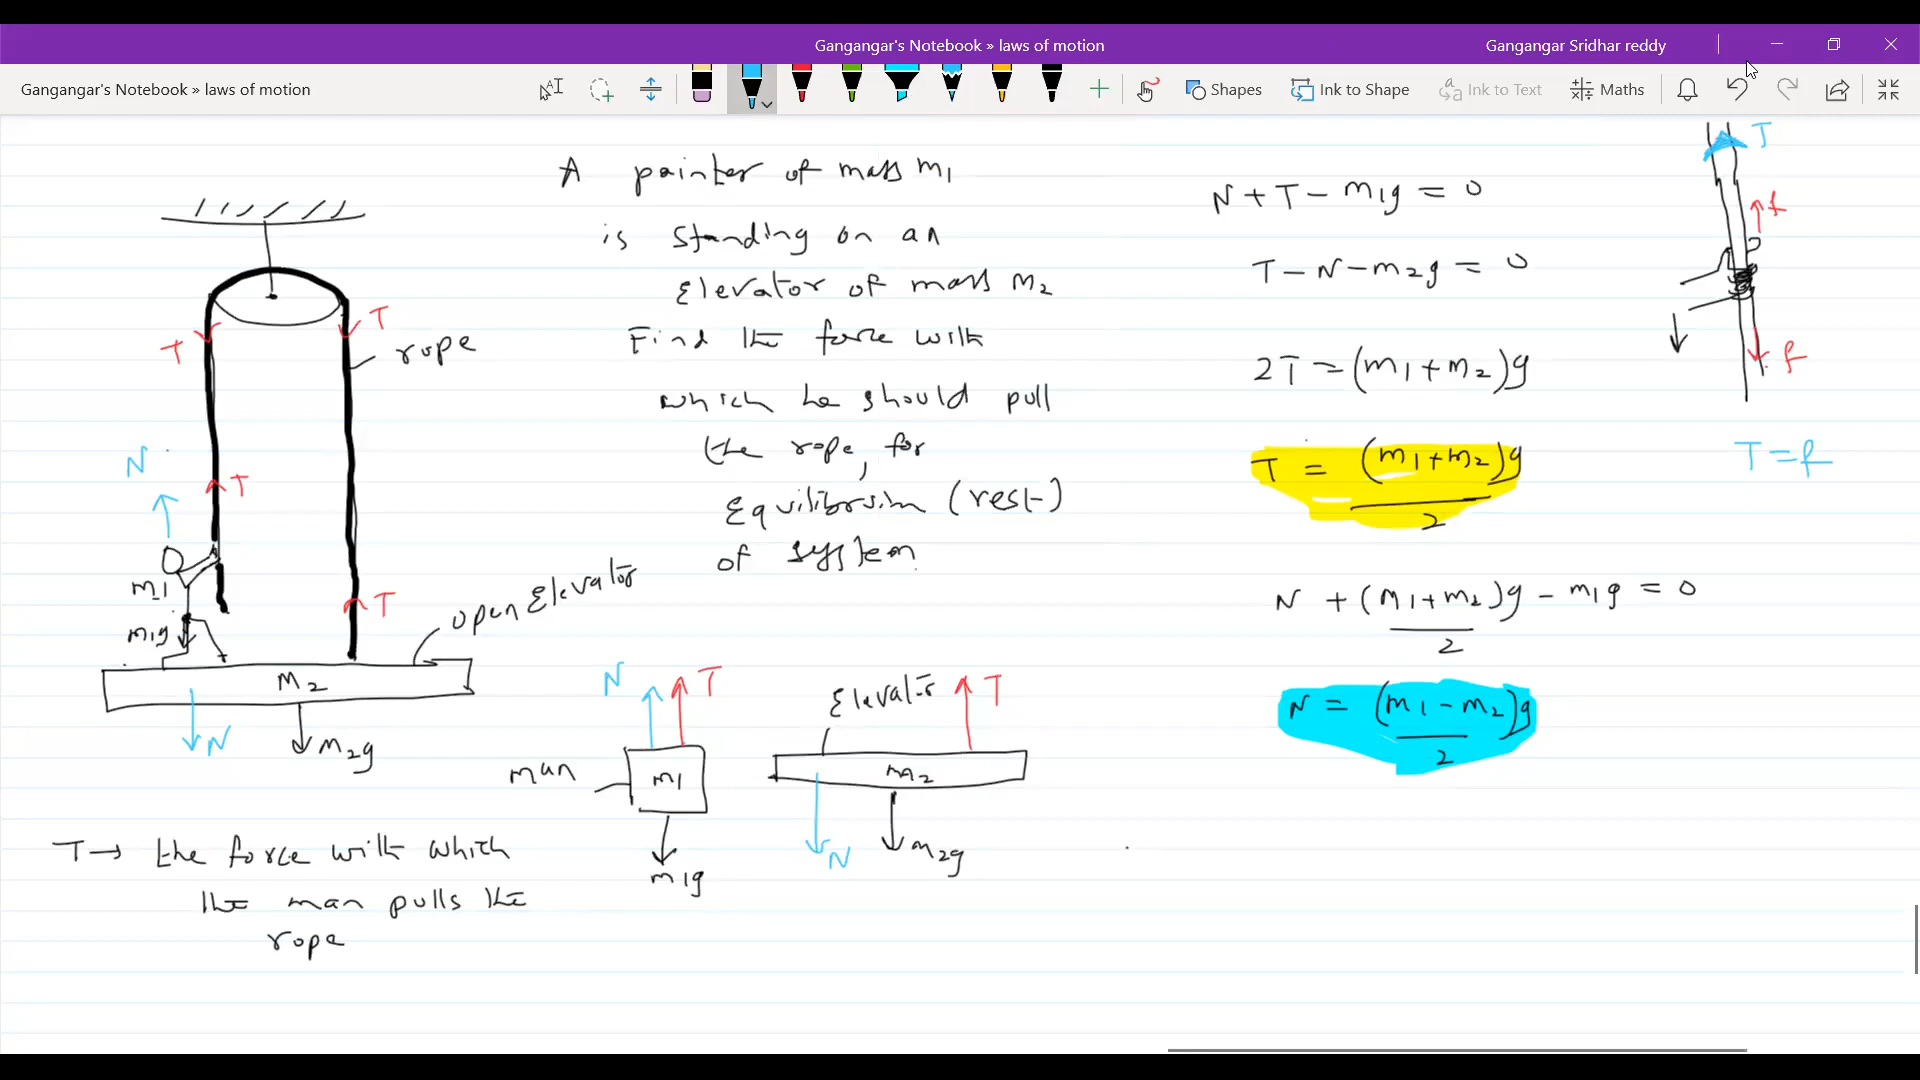 Gangangar's Notebook » laws of motion
Gangangar Sridhar reddy
Gangangar's Notebook » laws of motion
Shapes
Ink to Shape
Ink to Text
Maths
A painter of mass m1
is standing on an
Elevator of mass m2
Find the force with
which he should pull
the rope, for
Equilibrium (rest)
of system
T
T
rope
N
T
m1
m1g
T
open Elevator
M2
N
m2g
T → the force with which
the man pulls the
rope
N
T
man
m1
m1g
Elevator
T
m2
N
m2g
N + T - m1g = 0
T - N - m2g = 0
2T = (m1+m2)g
T = (m1+m2)g
2
N + (m1+m2)g - m1g = 0
2
N = (m1-m2)g
2
T
f
f
T = f